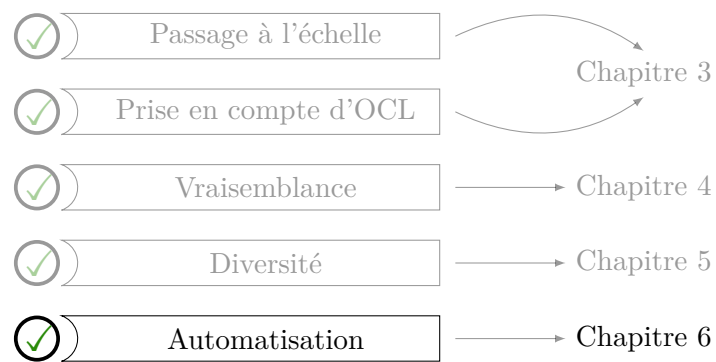 Passage à l'échelle
Chapitre 3
Prise en compte d'OCL
Vraisemblance
Chapitre 4
Diversité
Chapitre 5
Automatisation
Chapitre 6